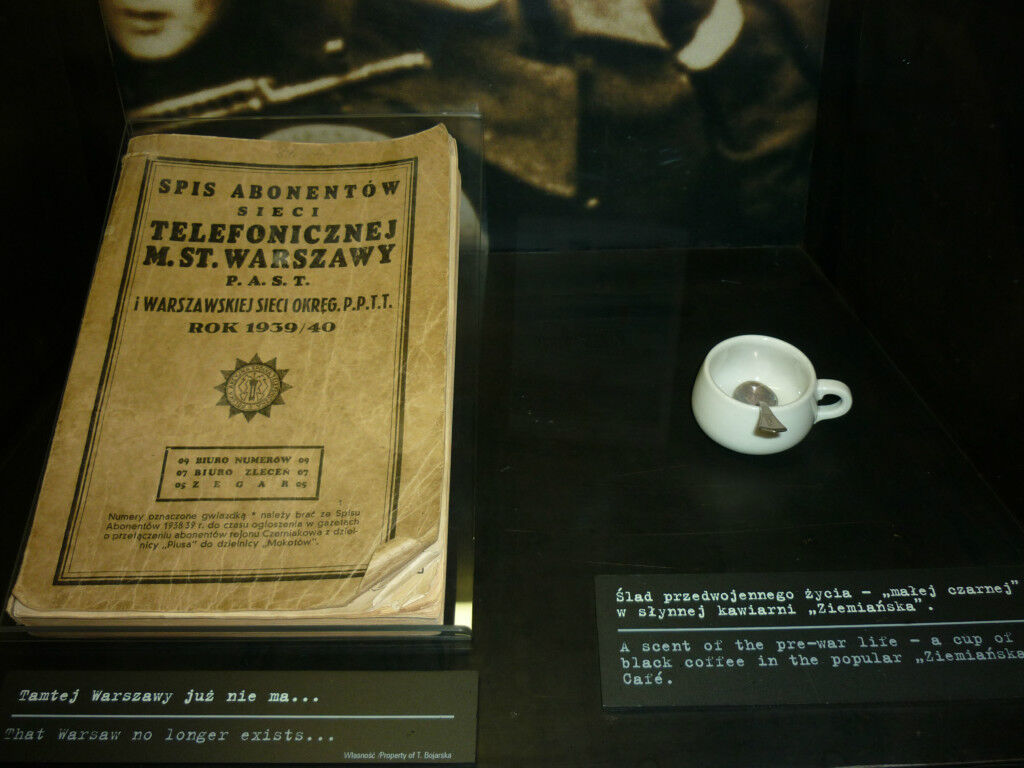 SPIS ABONENTÓW
SIECI
TELEFONICZNEJ
M. ST. WARSZAWY
P. A. S. T.
i WARSZAWSKIEJ SIECI OKRĘG. P.P.T.T.
ROK 1939/40
09 BIURO NUMERÓW 09
07 BIURO ZLECEŃ 07
05 ZEGAR 05
Numery oznaczone gwiazdką * należy brać ze Spisu
Abonentów 1938/39 r. do czasu ogłoszenia w gazetach
o przełączeniu abonentów rejonu Czerniakowa z dziel-
nicy „Piusa" do dzielnicy „Mokotów".
Tamtej Warszawy już nie ma...
That Warsaw no longer exists...
Własność /Property of T. Bojarska
Ślad przedwojennego życia – „małej czarnej"
w słynnej kawiarni „Ziemiańska".
A scent of the pre-war life – a cup of
black coffee in the popular „Ziemiańska
Café.